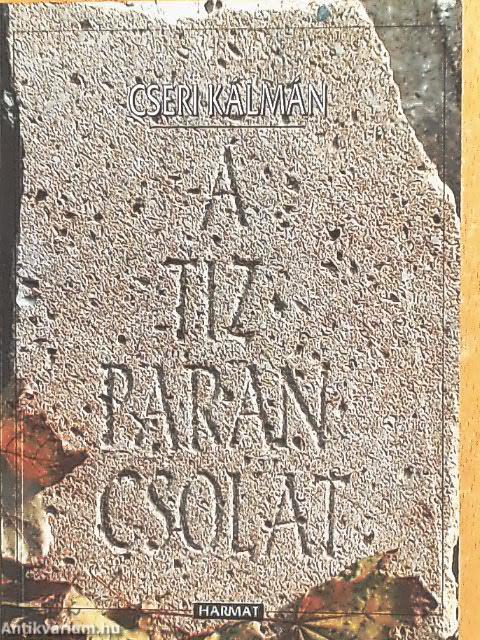 CSERI KÁLMÁN
A
TIZ
PARAN
CSOLAT
HARMAT
Antikvarium.hu